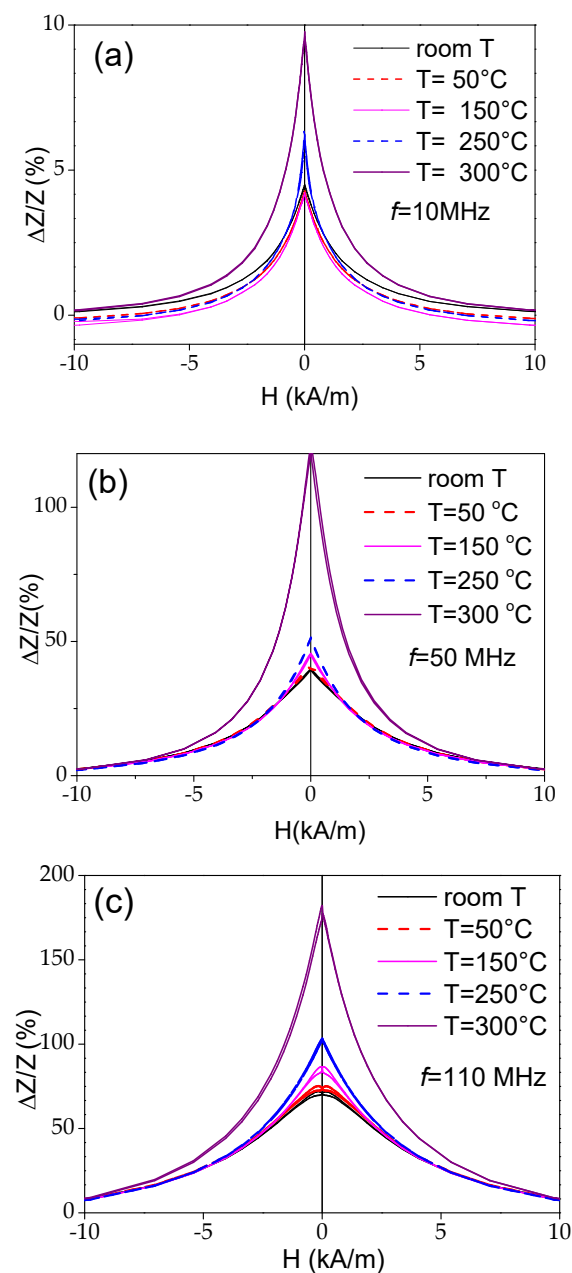 10
(a)
room T
T= 50°C
T= 150°C
T= 250°C
T= 300°C
5
ΔZ/Z (%)
f=10MHz
0
-10 -5 0 5 10
H (kA/m)
(b)
room T
T=50 °C
T=150 °C
T=250 °C
T=300 °C
100
ΔZ/Z(%)
50
f=50 MHz
0
-10 -5 0 5 10
H(kA/m)
200
(c)
room T
T=50°C
T=150°C
T=250°C
T=300°C
150
ΔZ/Z (%)
100
f=110 MHz
50
0
-10 -5 0 5 10
H (kA/m)